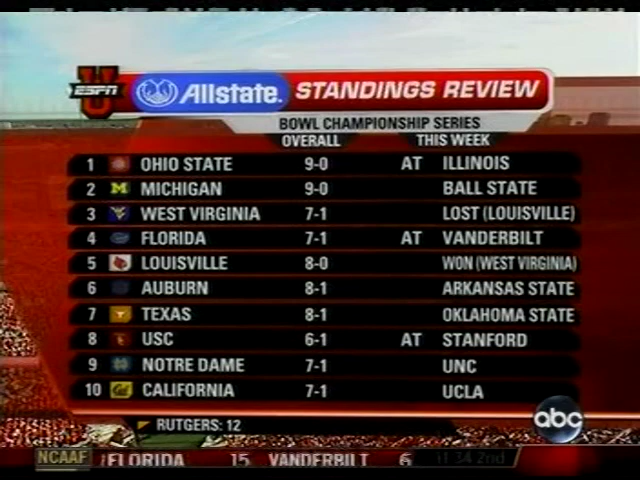 U
ESPN
Allstate. STANDINGS REVIEW
BOWL CHAMPIONSHIP SERIES
OVERALL THIS WEEK
1 OHIO STATE 9-0 AT ILLINOIS
2 M MICHIGAN 9-0 BALL STATE
3 WEST VIRGINIA 7-1 LOST (LOUISVILLE)
4 FLORIDA 7-1 AT VANDERBILT
5 LOUISVILLE 8-0 WON (WEST VIRGINIA)
6 AUBURN 8-1 ARKANSAS STATE
7 TEXAS 8-1 OKLAHOMA STATE
8 USC 6-1 AT STANFORD
9 NOTRE DAME 7-1 UNC
10 Cal CALIFORNIA 7-1 UCLA
RUTGERS: 12
abc
NCAAF FLORIDA 15 VANDERBILT 6 11:34 2nd